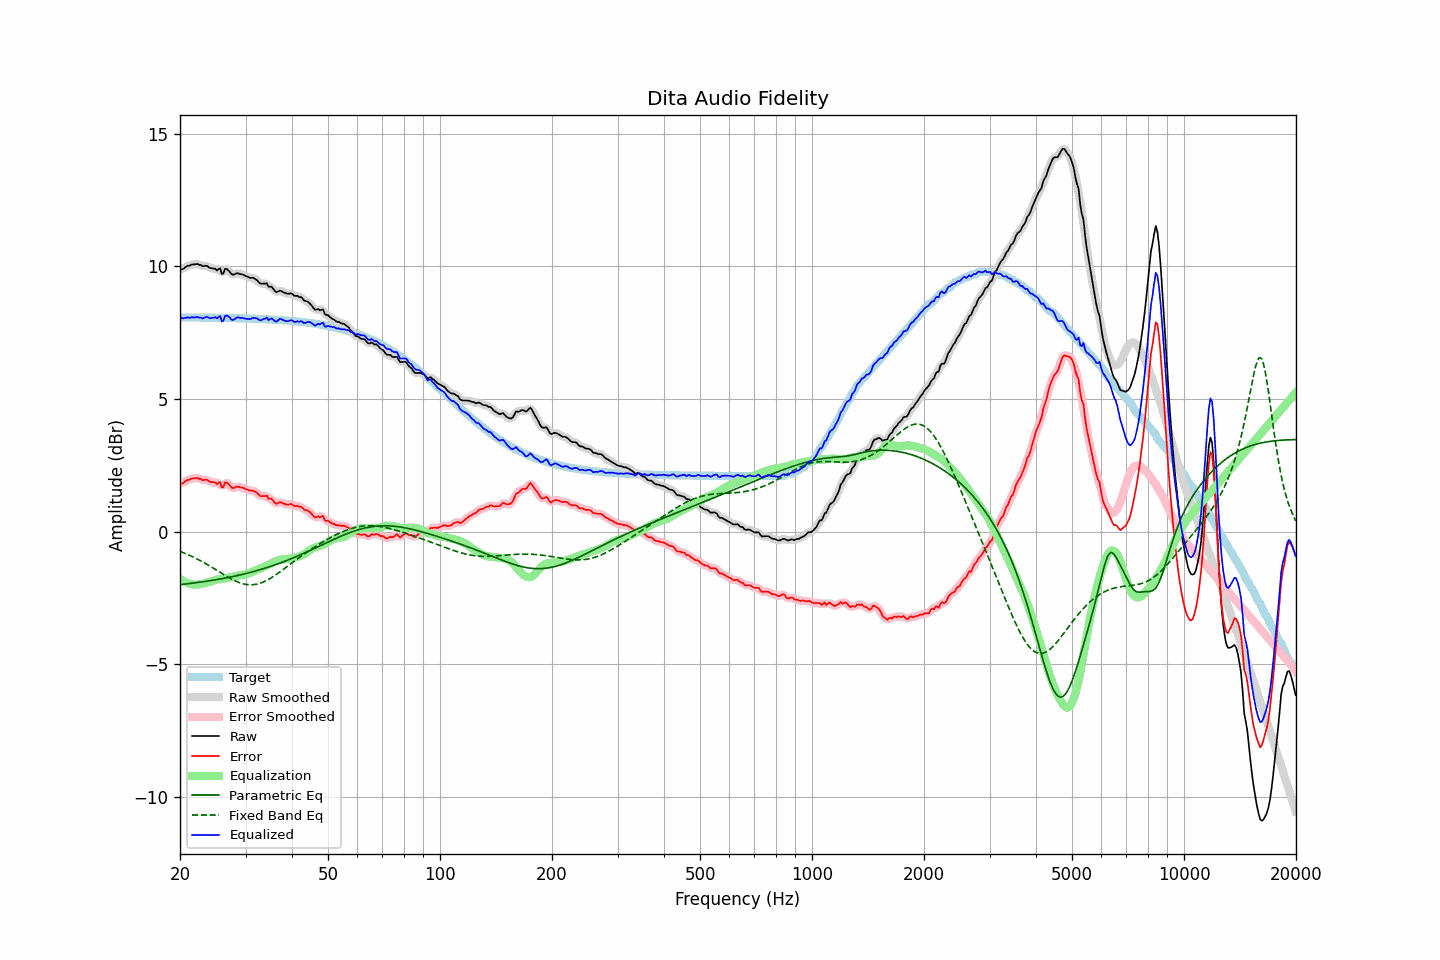 Dita Audio Fidelity
Amplitude (dBr)
15
10
5
0
−5
−10
Target
Raw Smoothed
Error Smoothed
Raw
Error
Equalization
Parametric Eq
Fixed Band Eq
Equalized
20 50 100 200 500 1000 2000 5000 10000 20000
Frequency (Hz)